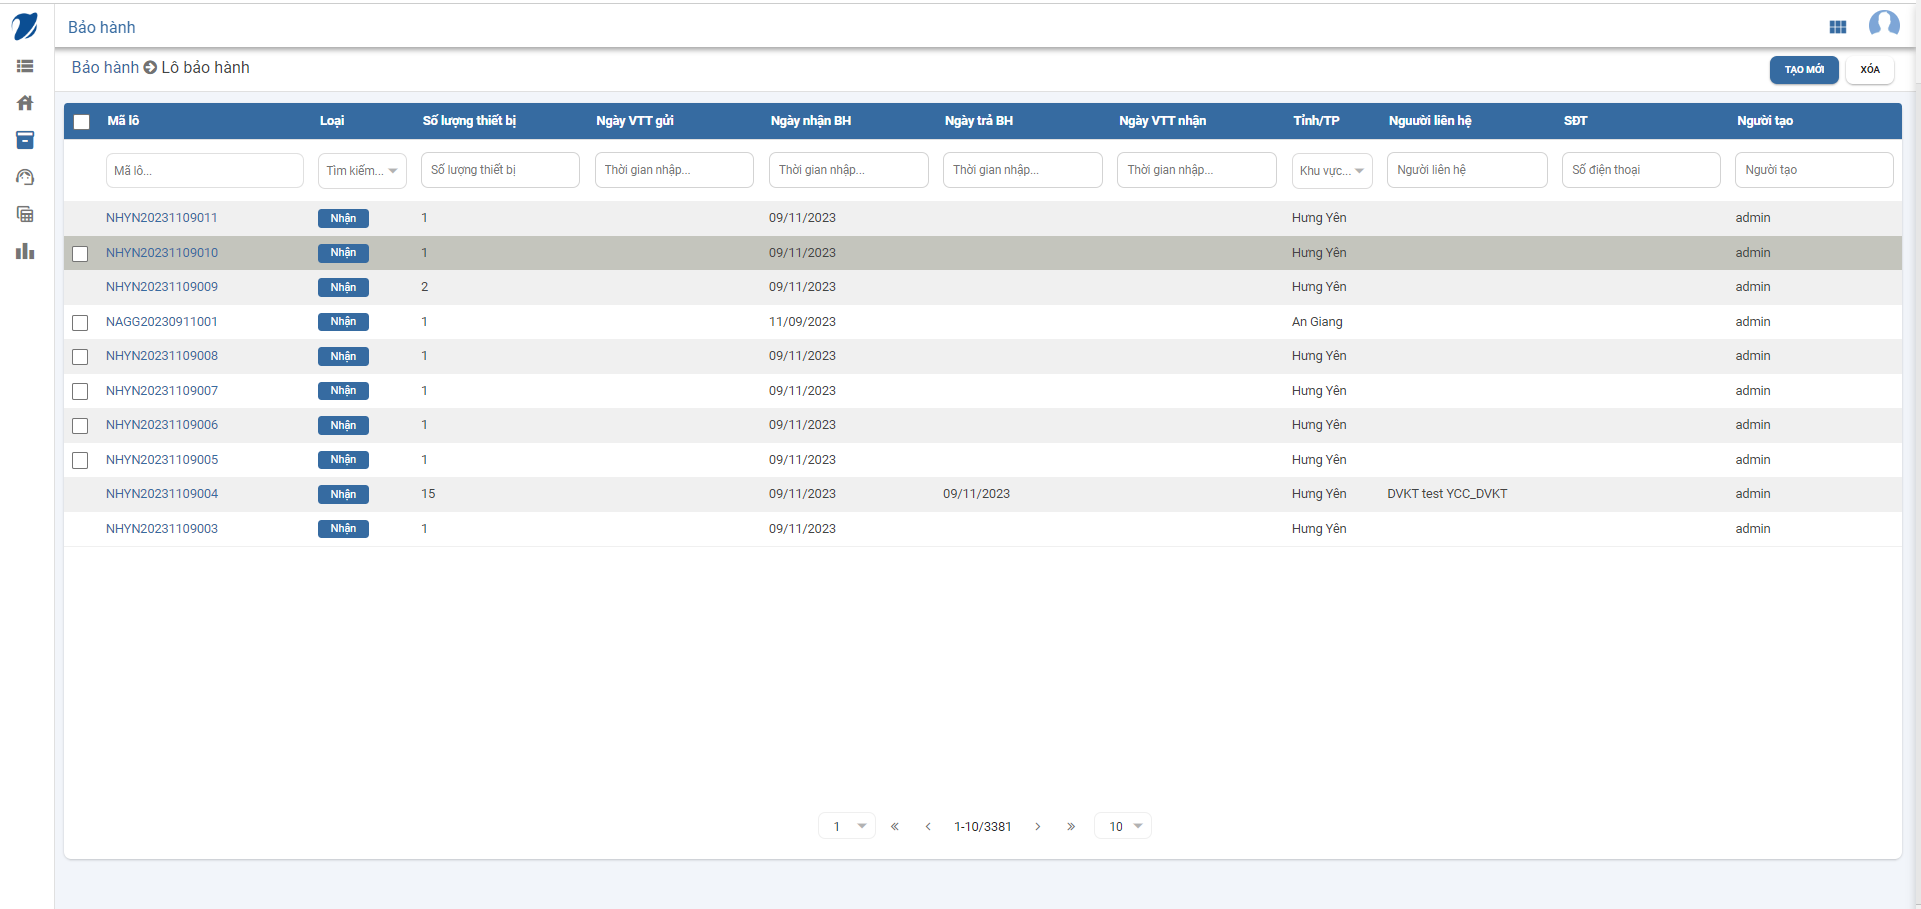 Bảo hành
Bảo hành Lô bảo hành
TẠO MỚI XÓA
Mã lô Loại Số lượng thiết bị Ngày VTT gửi Ngày nhận BH Ngày trả BH Ngày VTT nhận Tỉnh/TP Nguười liên hệ SĐT Người tạo
Mã lô... Tìm kiếm... Số lượng thiết bị Thời gian nhập... Thời gian nhập... Thời gian nhập... Thời gian nhập... Khu vực... Người liên hệ Số điện thoại Người tạo
NHYN20231109011 Nhận 1 09/11/2023 Hưng Yên admin
NHYN20231109010 Nhận 1 09/11/2023 Hưng Yên admin
NHYN20231109009 Nhận 2 09/11/2023 Hưng Yên admin
NAGG20230911001 Nhận 1 11/09/2023 An Giang admin
NHYN20231109008 Nhận 1 09/11/2023 Hưng Yên admin
NHYN20231109007 Nhận 1 09/11/2023 Hưng Yên admin
NHYN20231109006 Nhận 1 09/11/2023 Hưng Yên admin
NHYN20231109005 Nhận 1 09/11/2023 Hưng Yên admin
NHYN20231109004 Nhận 15 09/11/2023 09/11/2023 Hưng Yên DVKT test YCC_DVKT admin
NHYN20231109003 Nhận 1 09/11/2023 Hưng Yên admin
1 « ‹ 1-10/3381 › » 10